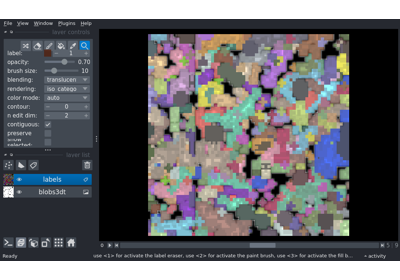 File View Window Plugins Help
layer controls
label: 1
opacity: 0.70
brush size: 10
blending: translucen
rendering: iso_catego
color mode: auto
contour: 0
n edit dim: 2
contiguous:
preserve
show
selected:
layer list
labels
blobs3dt
Ready
use <1> for activate the label eraser, use <2> for activate the paint brush, use <3> for activate the fill b...
activity